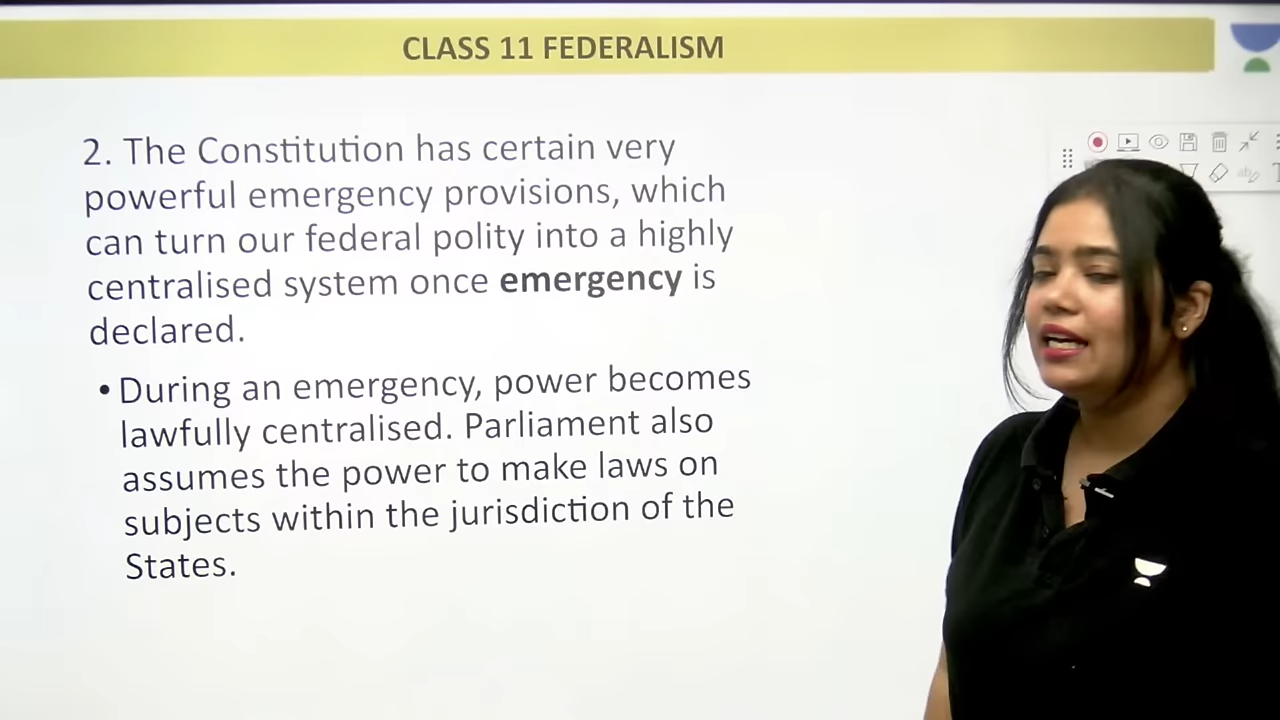 CLASS 11 FEDERALISM
2. The Constitution has certain very
powerful emergency provisions, which
can turn our federal polity into a highly
centralised system once emergency is
declared.
• During an emergency, power becomes
lawfully centralised. Parliament also
assumes the power to make laws on
subjects within the jurisdiction of the
States.